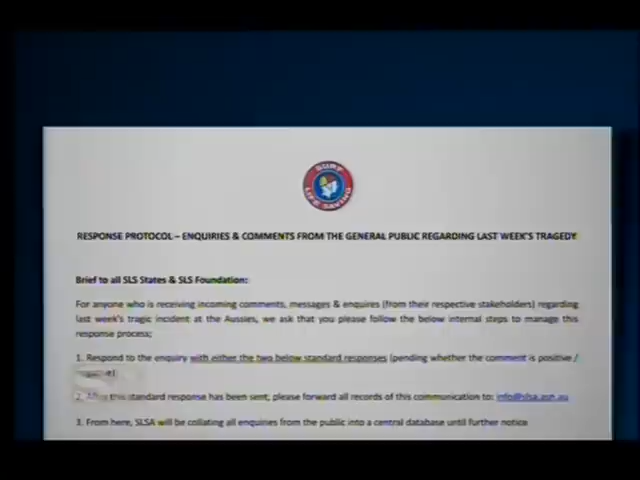 SURF
LIFE SAVING
RESPONSE PROTOCOL – ENQUIRIES & COMMENTS FROM THE GENERAL PUBLIC REGARDING LAST WEEK'S TRAGEDY
Brief to all SLS States & SLS Foundation:
For anyone who is receiving incoming comments, messages & enquires (from their respective stakeholders) regarding
last week's tragic incident at the Aussies, we ask that you please follow the below internal steps to manage this
response process;
1. Respond to the enquiry with either the two below standard responses (pending whether the comment is positive /
2. After this standard response has been sent, please forward all records of this communication to: info@slsa.asn.au
3. From here, SLSA will be collating all enquiries from the public into a central database until further notice